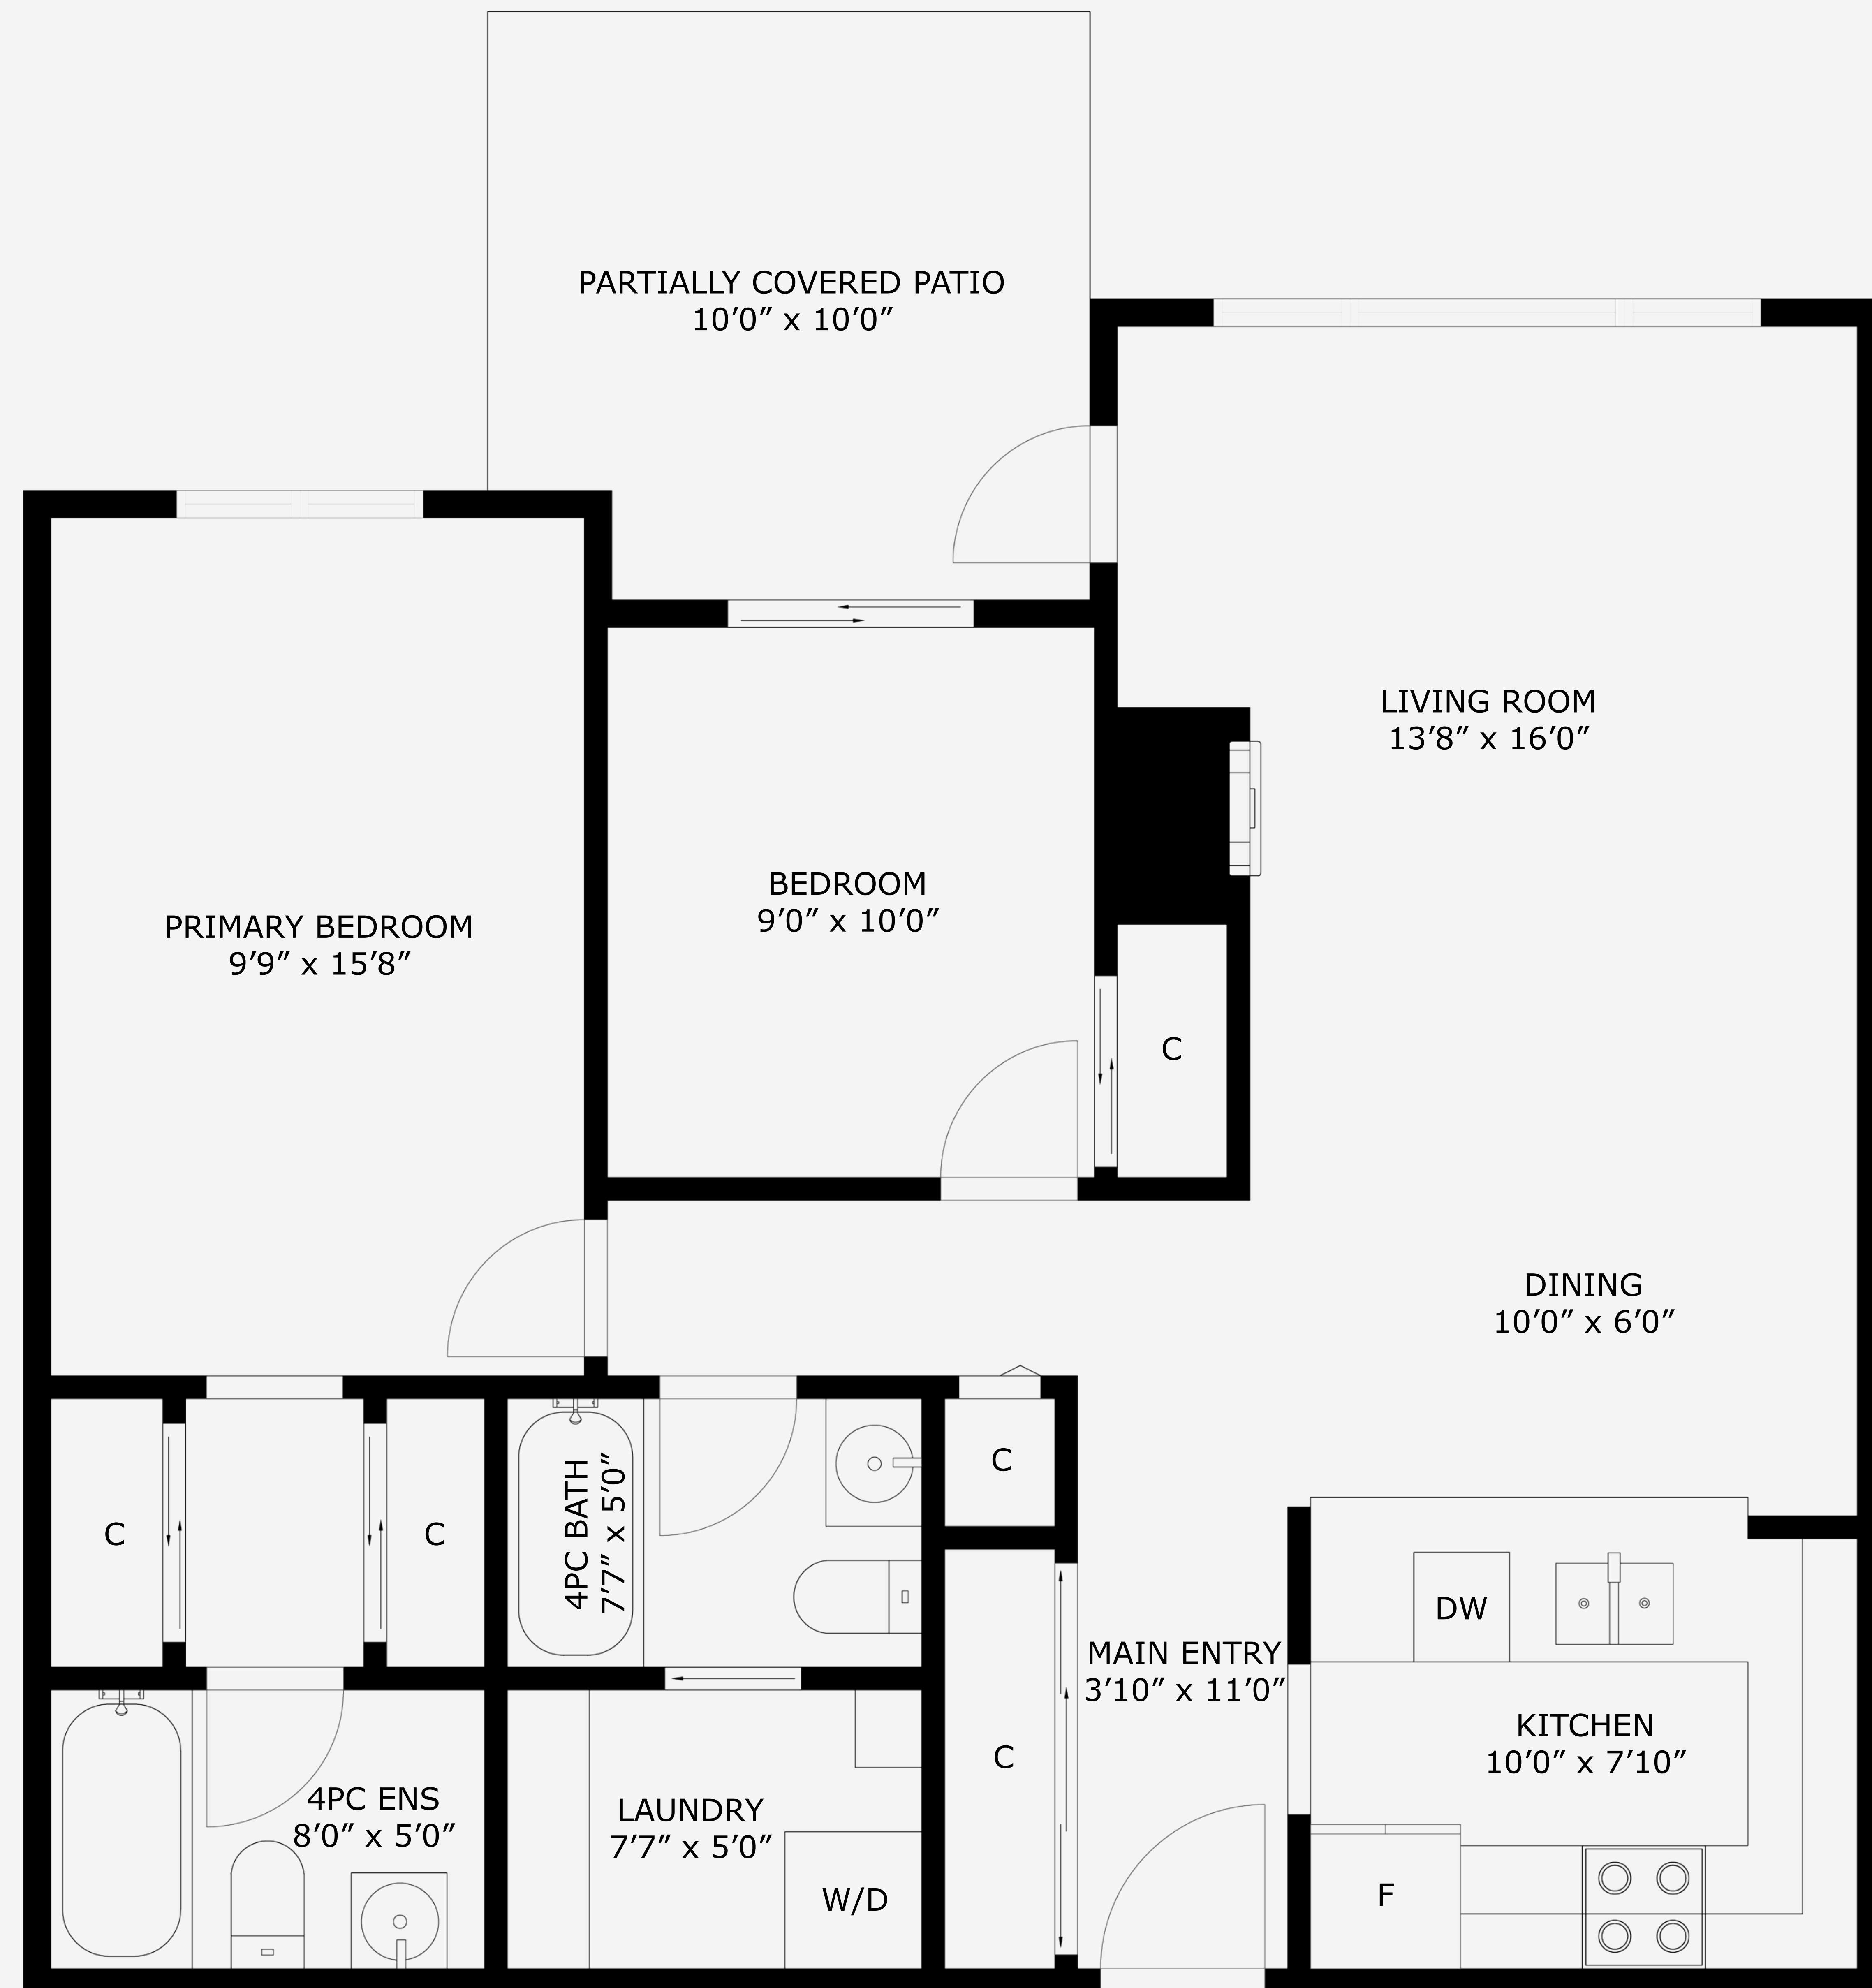 PARTIALLY COVERED PATIO
10’0” x 10’0”
LIVING ROOM
13’8” x 16’0”
BEDROOM
9’0” x 10’0”
PRIMARY BEDROOM
9’9” x 15’8”
C
DINING
10’0” x 6’0”
C
C
C
4PC BATH
7’7” x 5’0”
DW
MAIN ENTRY
3’10” x 11’0”
KITCHEN
10’0” x 7’10”
C
4PC ENS
8’0” x 5’0”
LAUNDRY
7’7” x 5’0”
W/D
F